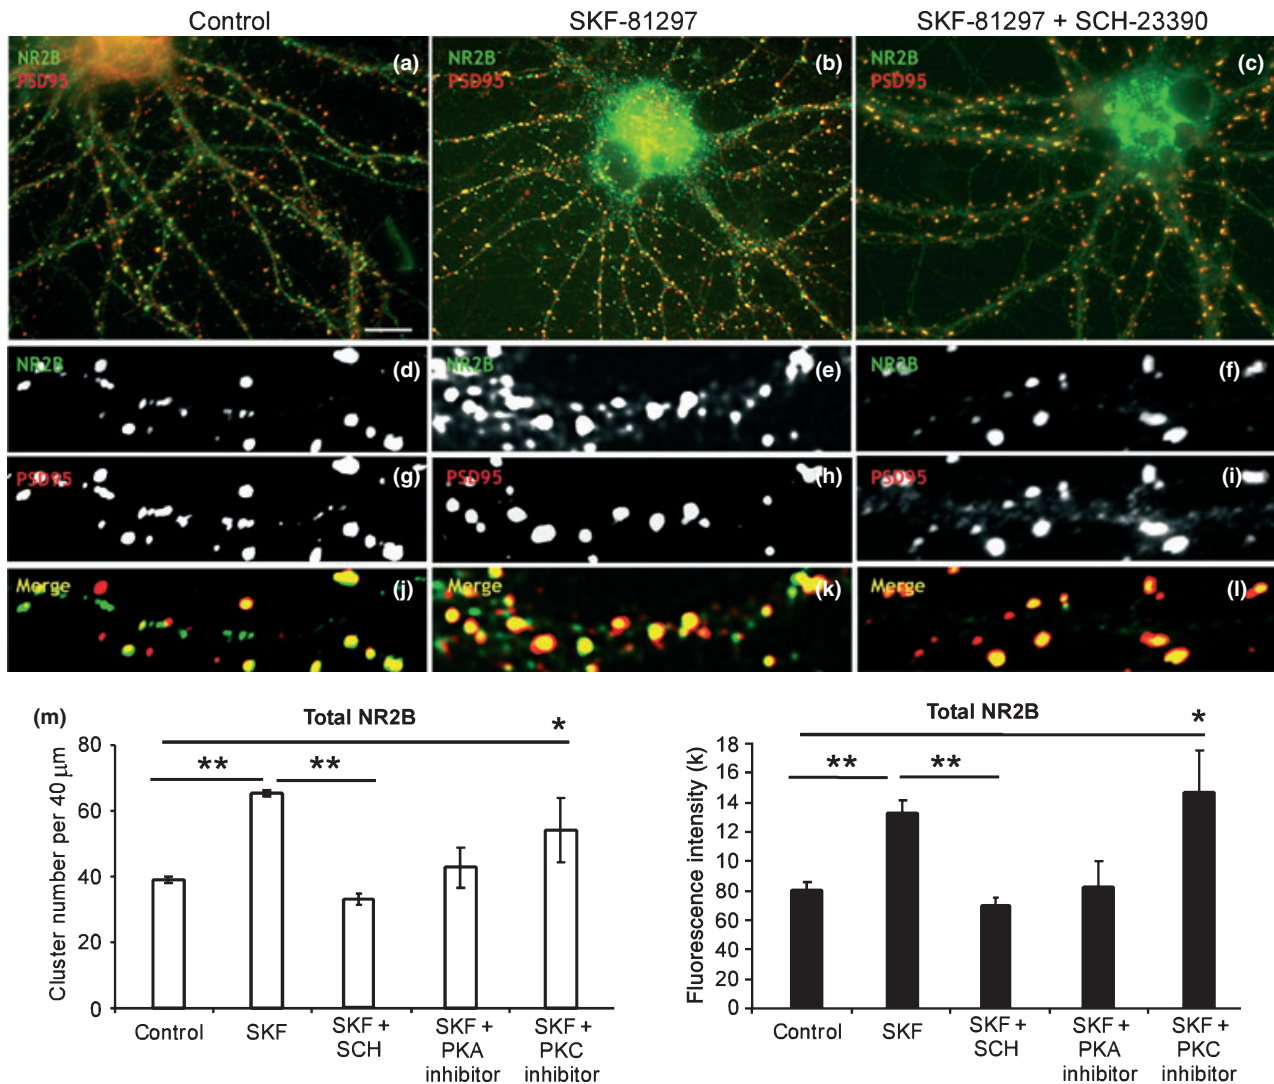 Control
SKF-81297
SKF-81297 + SCH-23390
NR2B
PSD95
(a)
NR2B
PSD95
(b)
NR2B
PSD95
(c)
NR2B
(d)
NR2B
(e)
NR2B
(f)
PSD95
(g)
PSD95
(h)
PSD95
(i)
Merge
(j)
Merge
(k)
Merge
(l)
(m)
Total NR2B
*
**
**
Cluster number per 40 µm
80
60
40
20
0
Control
SKF
SKF +
SCH
SKF +
PKA
inhibitor
SKF +
PKC
inhibitor
Total NR2B
*
**
**
Fluorescence intensity (k)
18
16
14
12
10
80
60
40
20
0
Control
SKF
SKF +
SCH
SKF +
PKA
inhibitor
SKF +
PKC
inhibitor